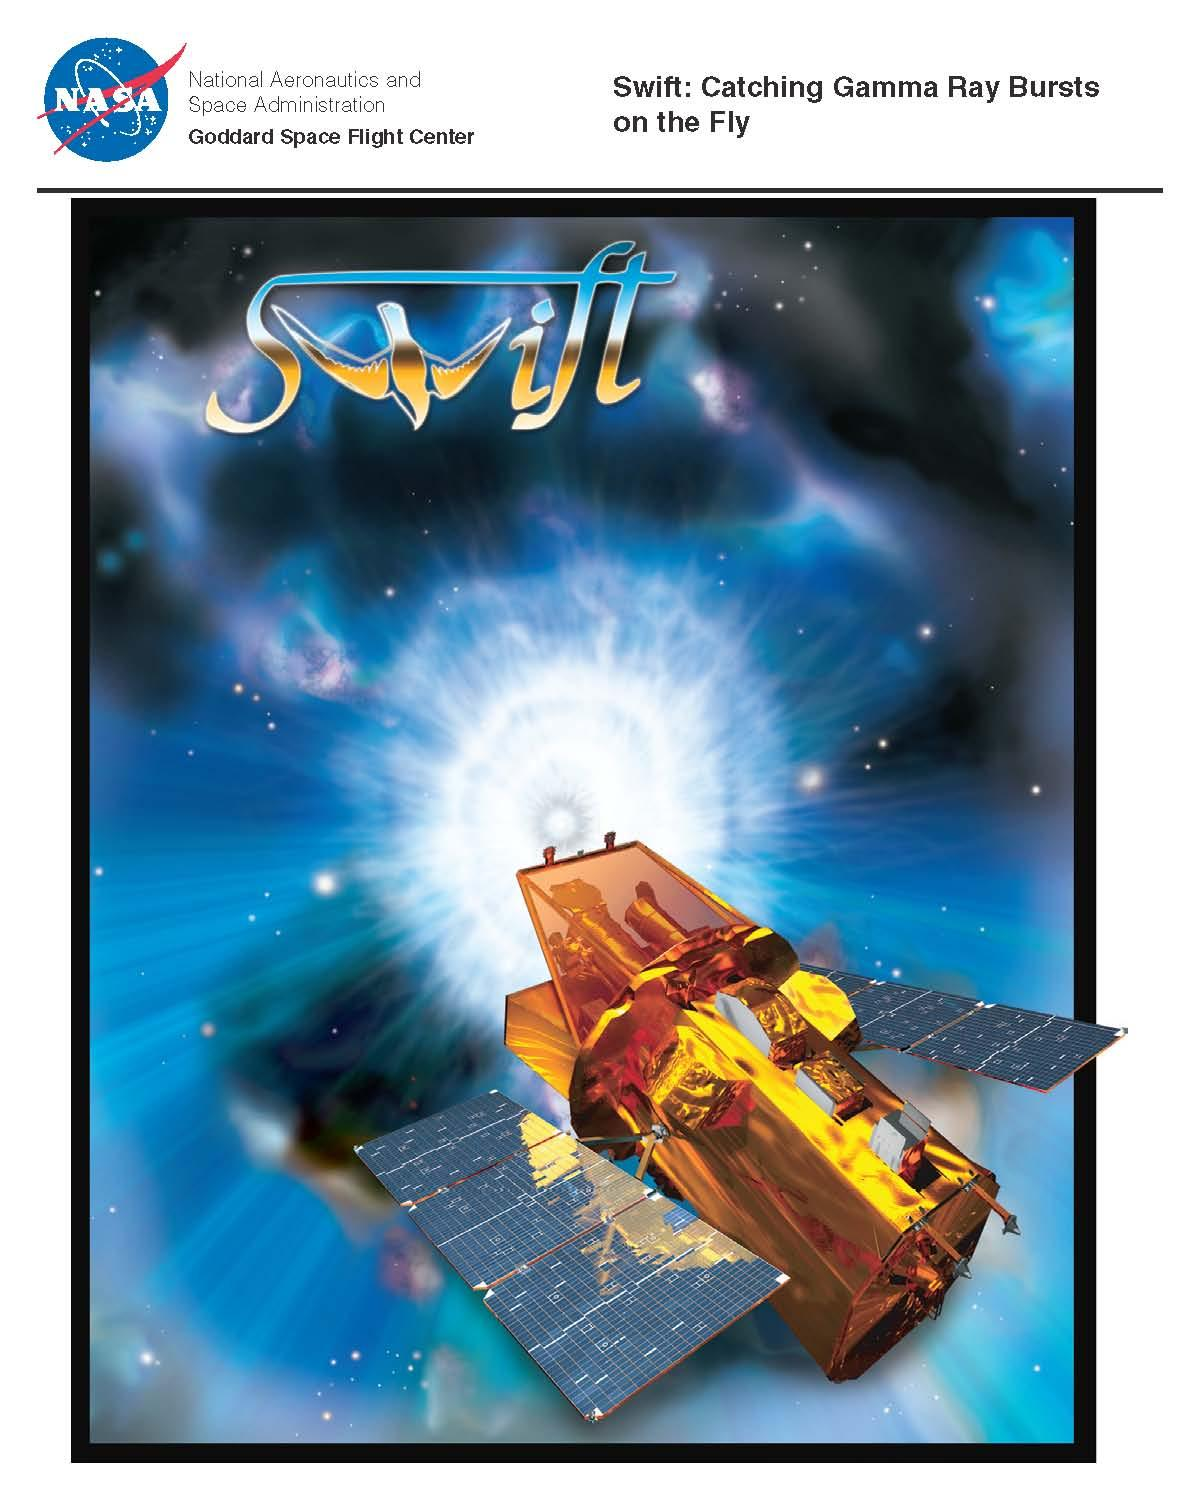 NASA
National Aeronautics and
Space Administration
Goddard Space Flight Center
Swift: Catching Gamma Ray Bursts
on the Fly
Swift